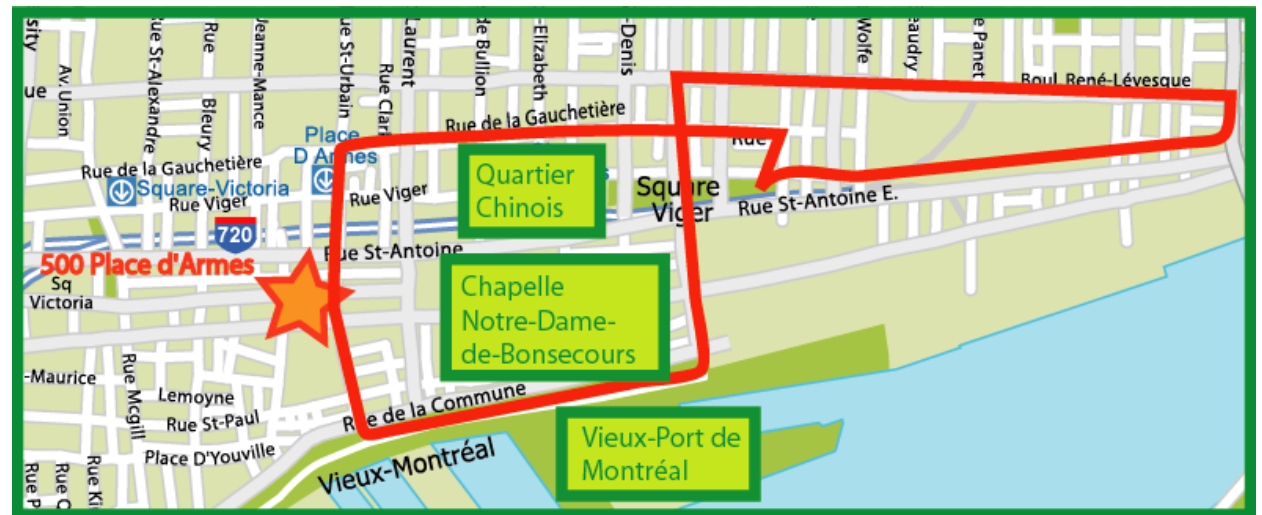 sity
Rue St-Alexandre
Rue
Bleury
Jeanne-Mance
Rue St-Urbain
Laurent
de Bullion
-Elizabeth
-Denis
Wolfe
eaudry
e Panet
ue
Av. Union
Rue Clar
Boul. René-Lévesque
Rue de la Gauchetière
Place
D'Armes
Rue
Rue de la Gauchetière
Square-Victoria
Rue Viger
Rue Viger
Quartier
Chinois
s
Square
Viger
Rue St-Antoine E.
720
Rue St-Antoine
500 Place d'Armes
Sq
Victoria
Chapelle
Notre-Dame-
de-Bonsecours
-Maurice
Rue Mcgill
Lemoyne
Rue St-Paul
Place D'Youville
Rue de la Commune
Vieux-Montréal
Vieux-Port de
Montréal
Rue P
Rue C
Rue Ki